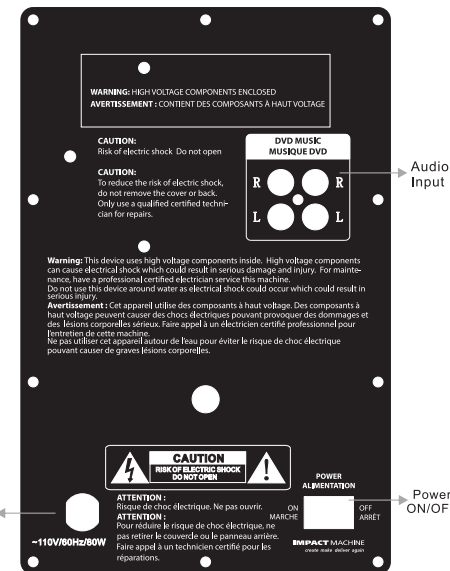 WARNING: HIGH VOLTAGE COMPONENTS ENCLOSED
AVERTISSEMENT : CONTIENT DES COMPOSANTS À HAUT VOLTAGE
CAUTION:
Risk of electric shock Do not open
CAUTION:
To reduce the risk of electric shock,
do not remove the cover or back.
Only use a qualified certified techni-
cian for repairs.
DVD MUSIC
MUSIQUE DVD
R R
L L
Audio
Input
Warning: This device uses high voltage components inside. High voltage components
can cause electrical shock which could result in serious damage and injury. For mainte-
nance, have a professional certified electrician service this machine.
Do not use this device around water as electrical shock could occur which could result in
serious injury.
Avertissement : Cet appareil utilise des composants à haut voltage. Des composants à
haut voltage peuvent causer des chocs électriques pouvant provoquer des dommages et
des lésions corporelles sérieux. Faire appel à un électricien certifié professionnel pour
l'entretien de cette machine.
Ne pas utiliser cet appareil autour de l'eau pour éviter le risque de choc électrique
pouvant causer de graves lésions corporelles.
CAUTION
RISK OF ELECTRIC SHOCK
DO NOT OPEN
ATTENTION :
Risque de choc électrique. Ne pas ouvrir.
ATTENTION :
Pour réduire le risque de choc électrique, ne
pas retirer le couvercle ou le panneau arrière.
Faire appel à un technicien certifié pour les
réparations.
~110V/60Hz/60W
POWER
ALIMENTATION
ON OFF
MARCHE ARRÊT
Power
ON/OF
IMPACT MACHINE
create make deliver again